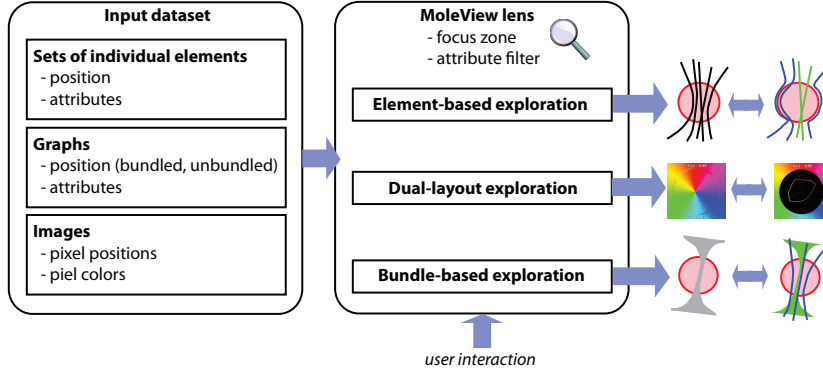 Input dataset
Sets of individual elements
- position
- attributes
Graphs
- position (bundled, unbundled)
- attributes
Images
- pixel positions
- piel colors
MoleView lens
- focus zone
- attribute filter
Element-based exploration
Dual-layout exploration
Bundle-based exploration
user interaction